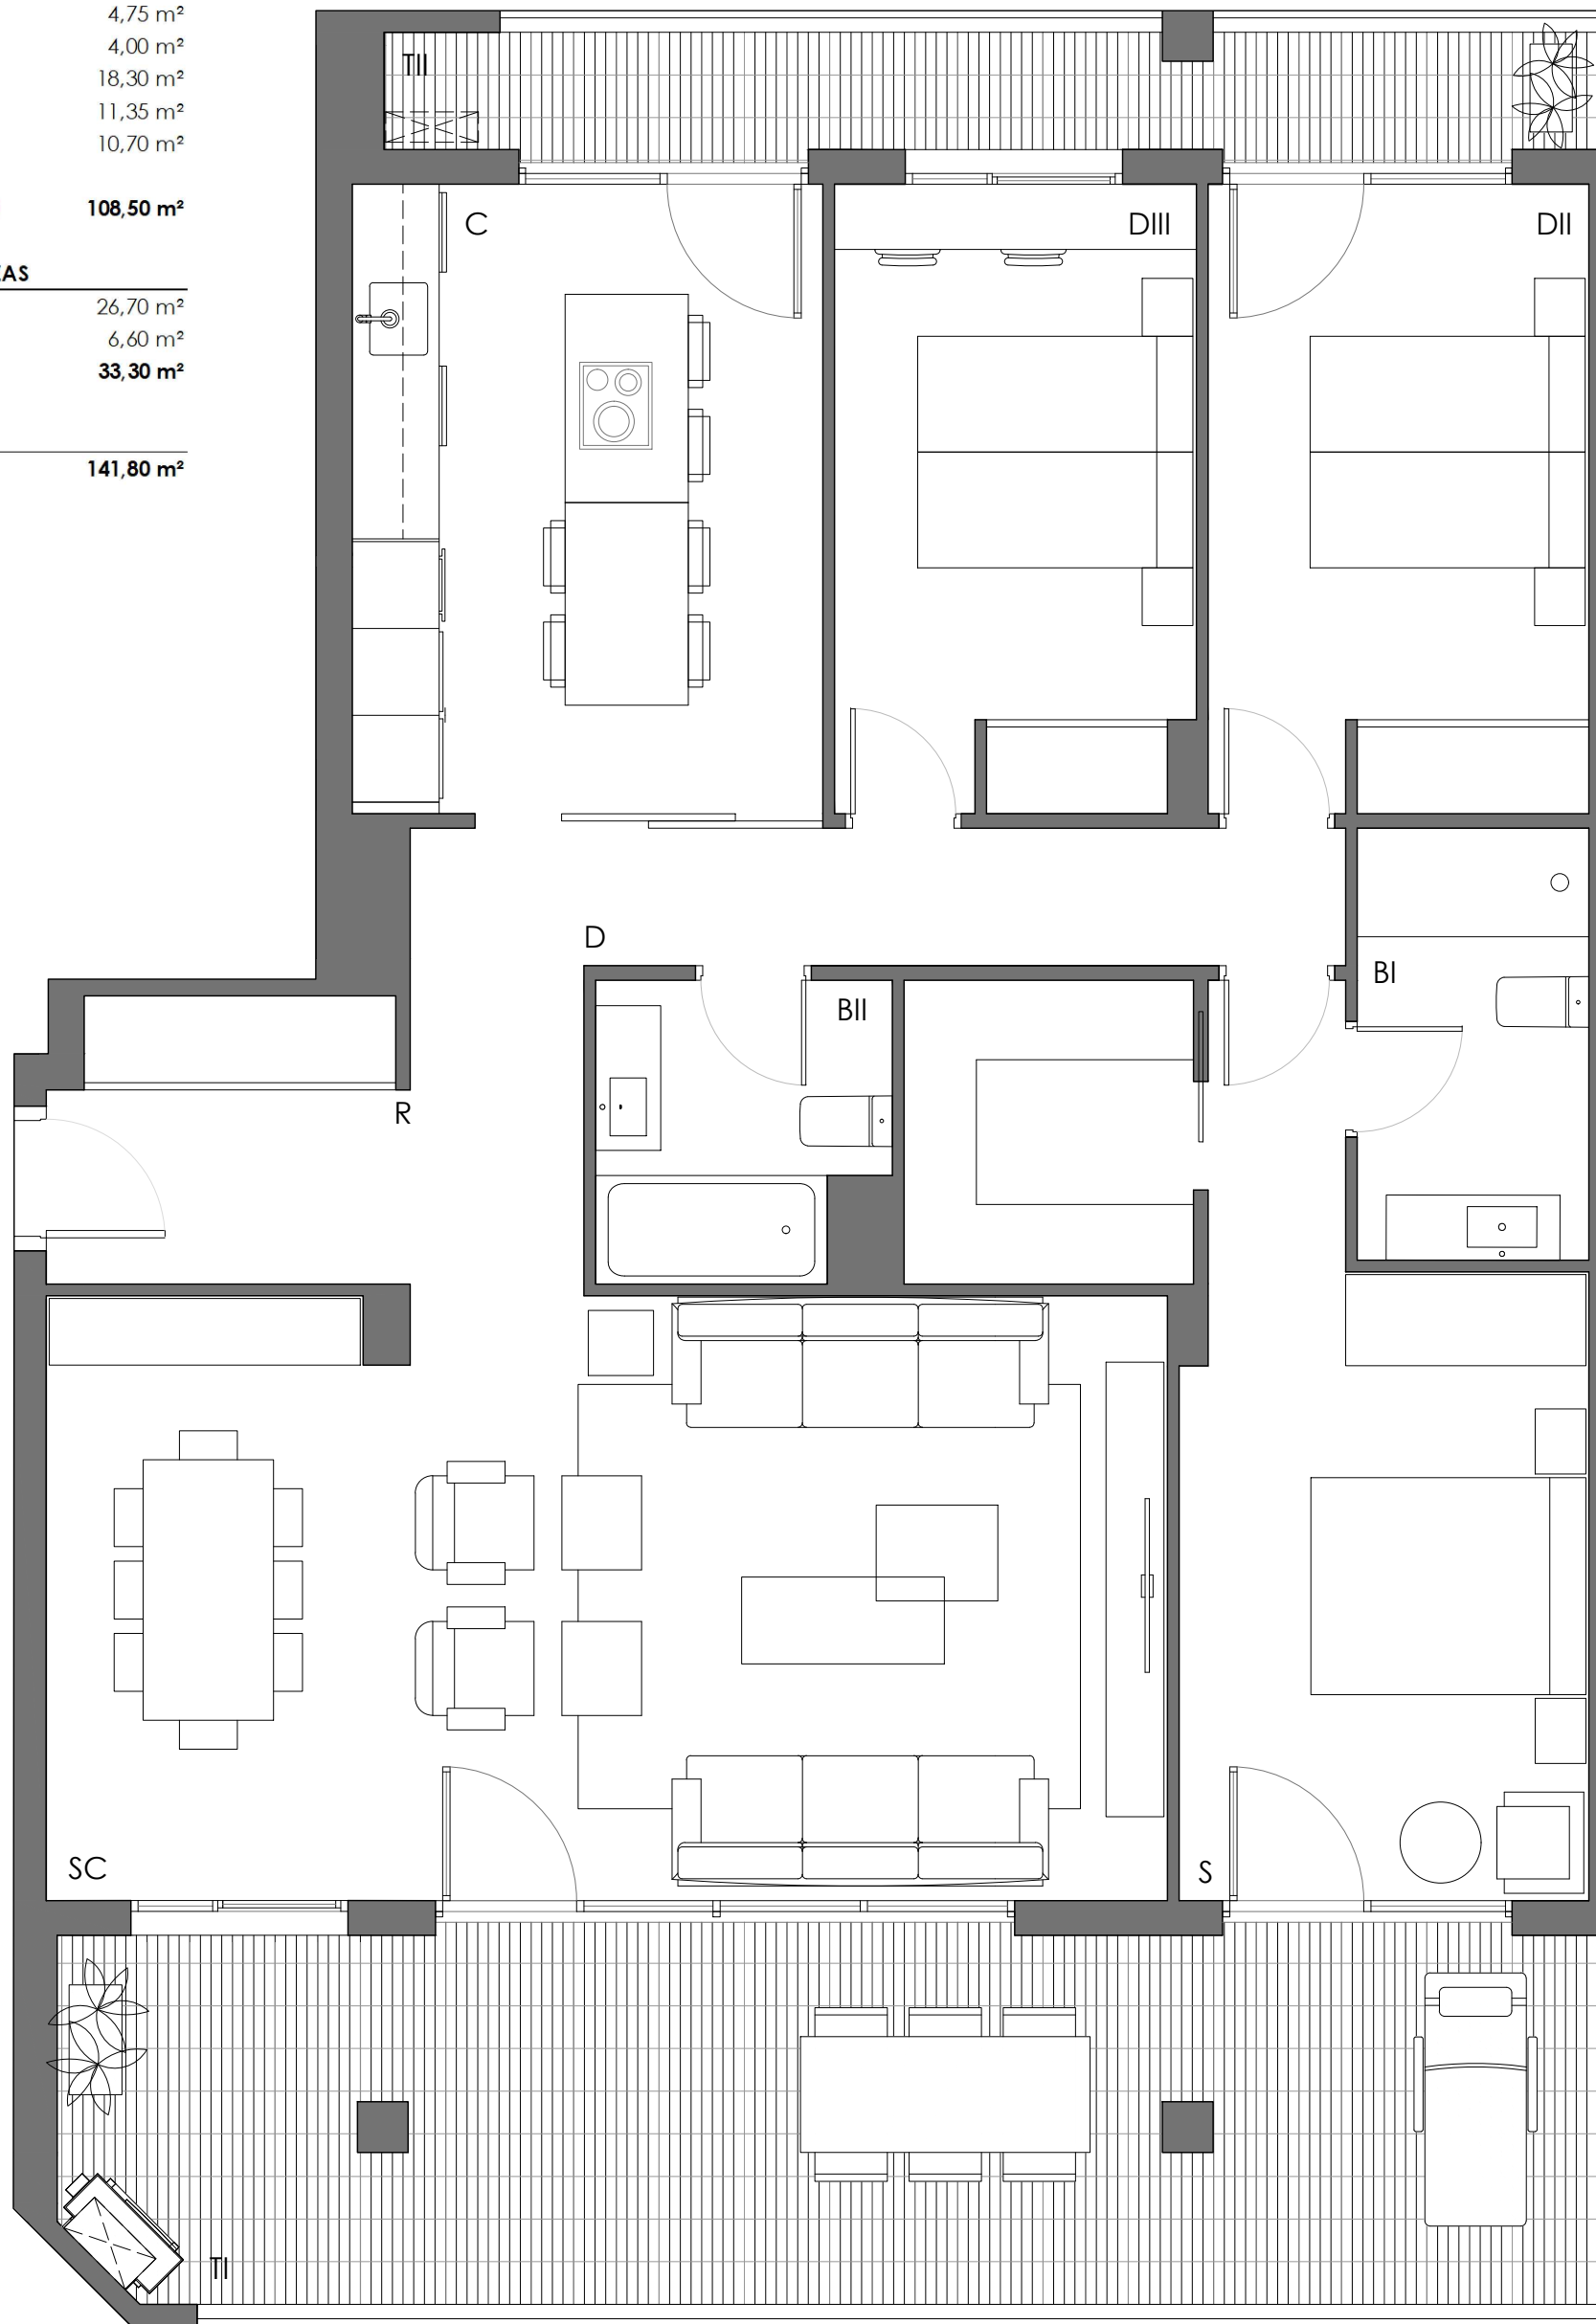 4,75 m²
4,00 m²
18,30 m²
11,35 m²
10,70 m²
108,50 m²
26,70 m²
6,60 m²
33,30 m²
141,80 m²
TII
C
DIII
DII
D
BI
BII
R
SC
S
TI